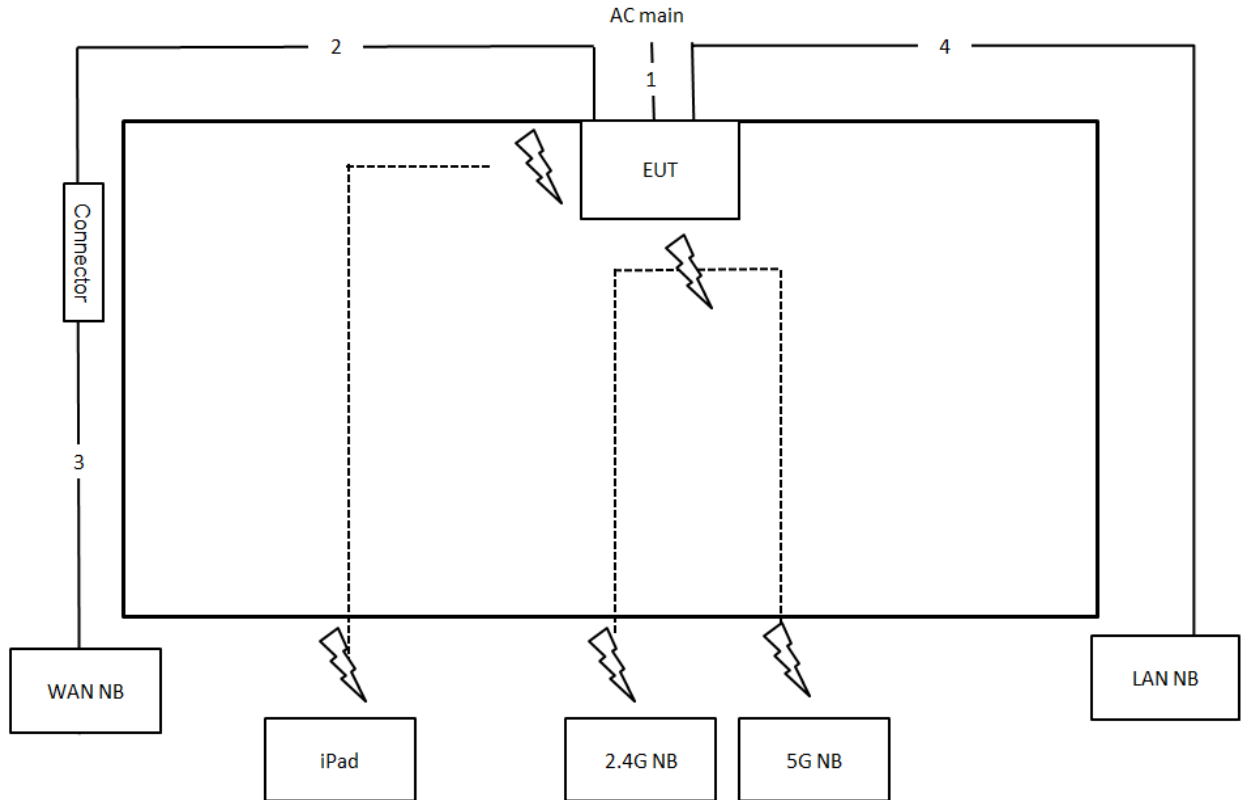 AC main
2
4
1
EUT
Connector
3
WAN NB
LAN NB
iPad
2.4G NB
5G NB